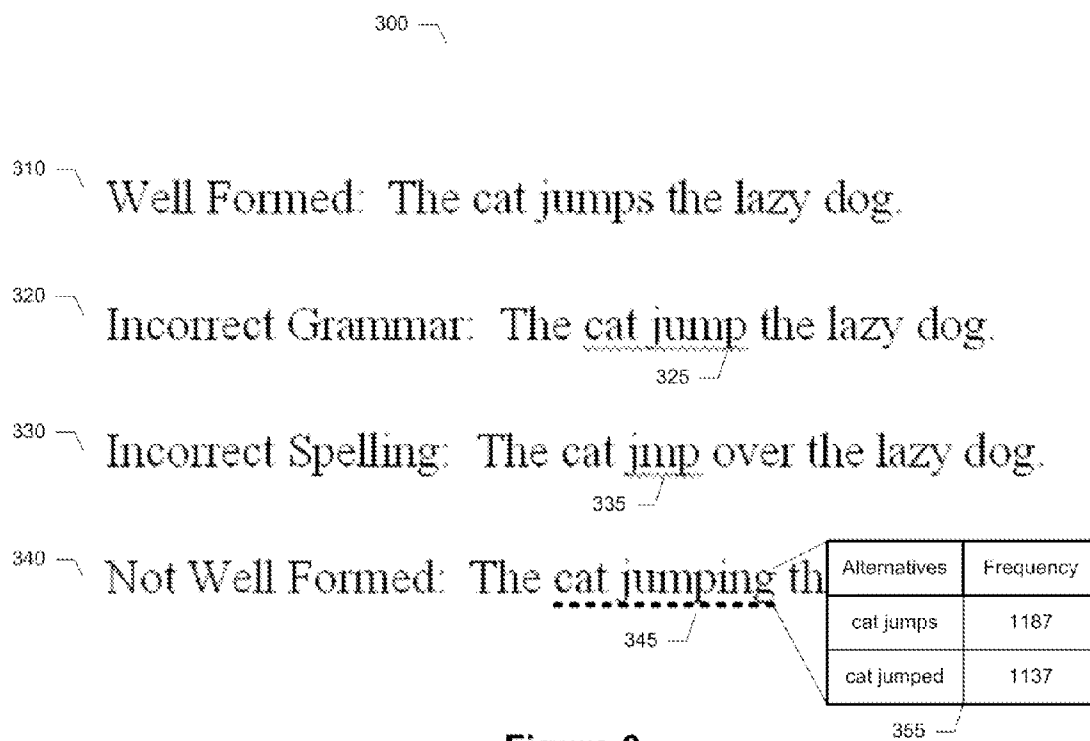 300
310 Well Formed: The cat jumps the lazy dog.
320 Incorrect Grammar: The cat jump the lazy dog.
325
330 Incorrect Spelling: The cat jmp over the lazy dog.
335
340 Not Well Formed: The cat jumping th
Alternatives Frequency
cat jumps 1187
345
cat jumped 1137
355